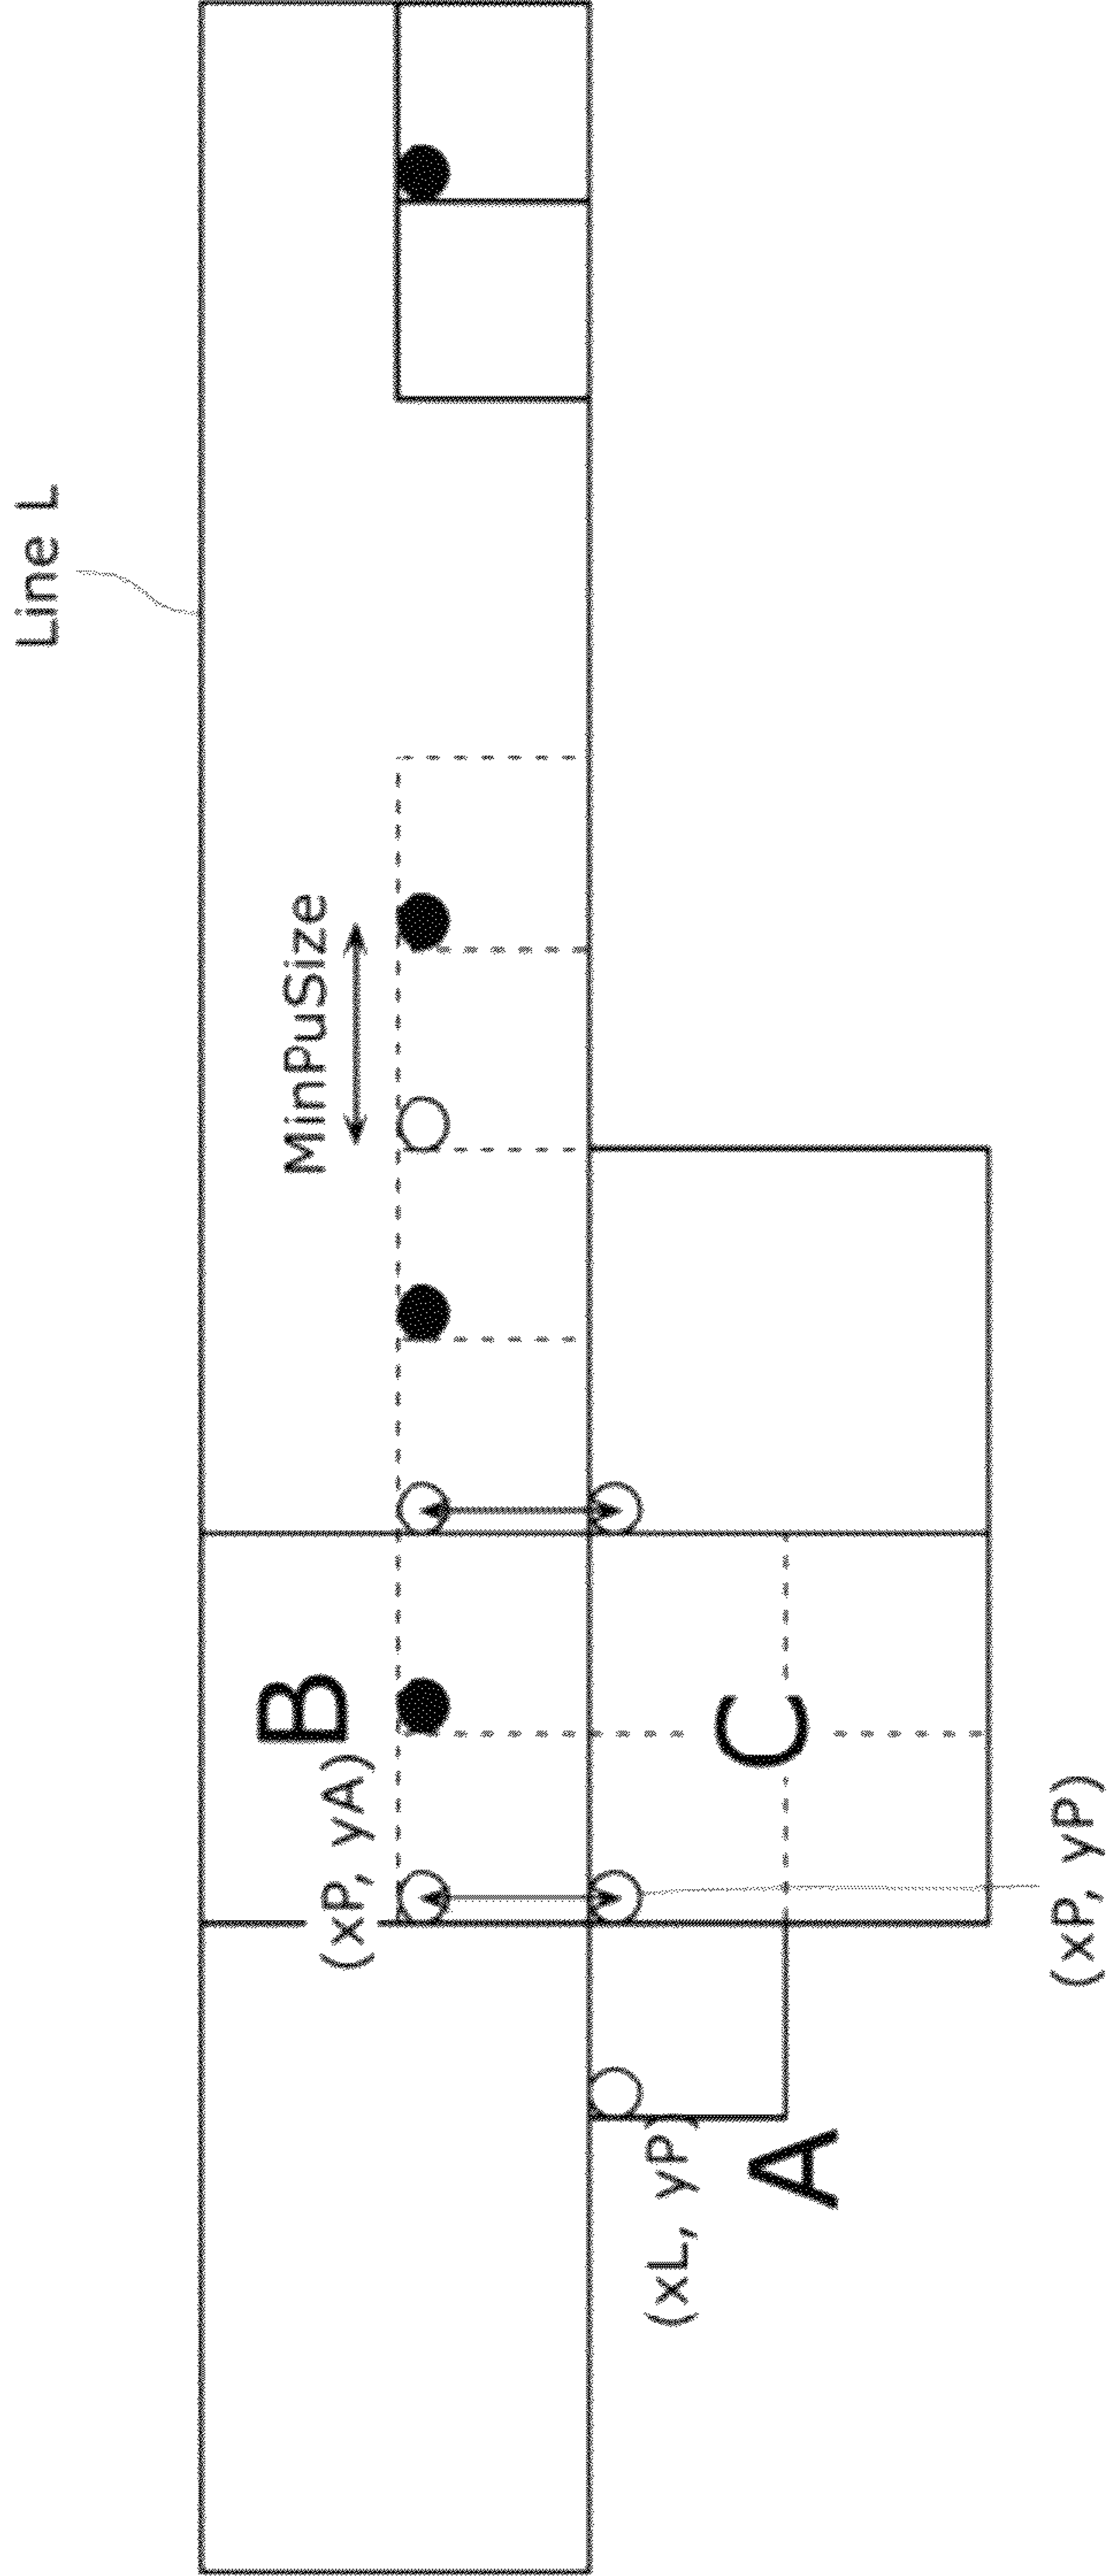 Line L
MinPuSize
B
(xP, yA)
C
(xP, yP)
(xL, yP)
A